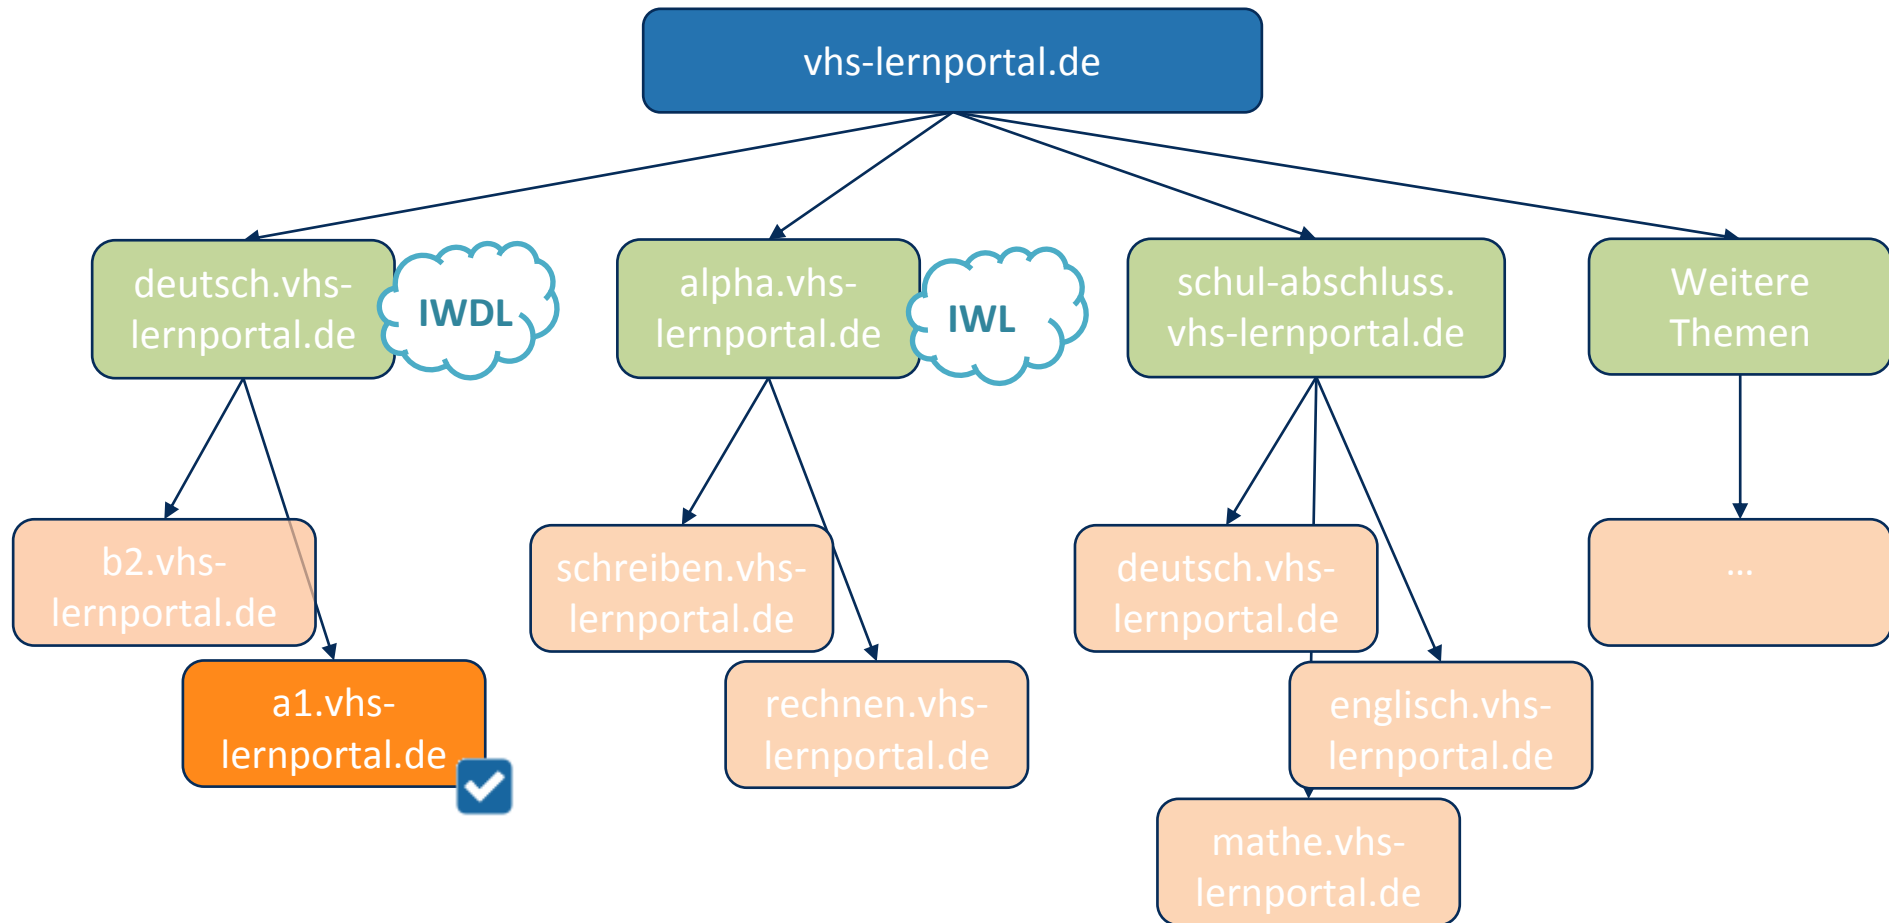 vhs-lernportal.de
deutsch.vhs-
lernportal.de
IWDL
alpha.vhs-
lernportal.de
IWL
schul-abschluss.
vhs-lernportal.de
Weitere
Themen
b2.vhs-
lernportal.de
a1.vhs-
lernportal.de
schreiben.vhs-
lernportal.de
rechnen.vhs-
lernportal.de
deutsch.vhs-
lernportal.de
englisch.vhs-
lernportal.de
mathe.vhs-
lernportal.de
...